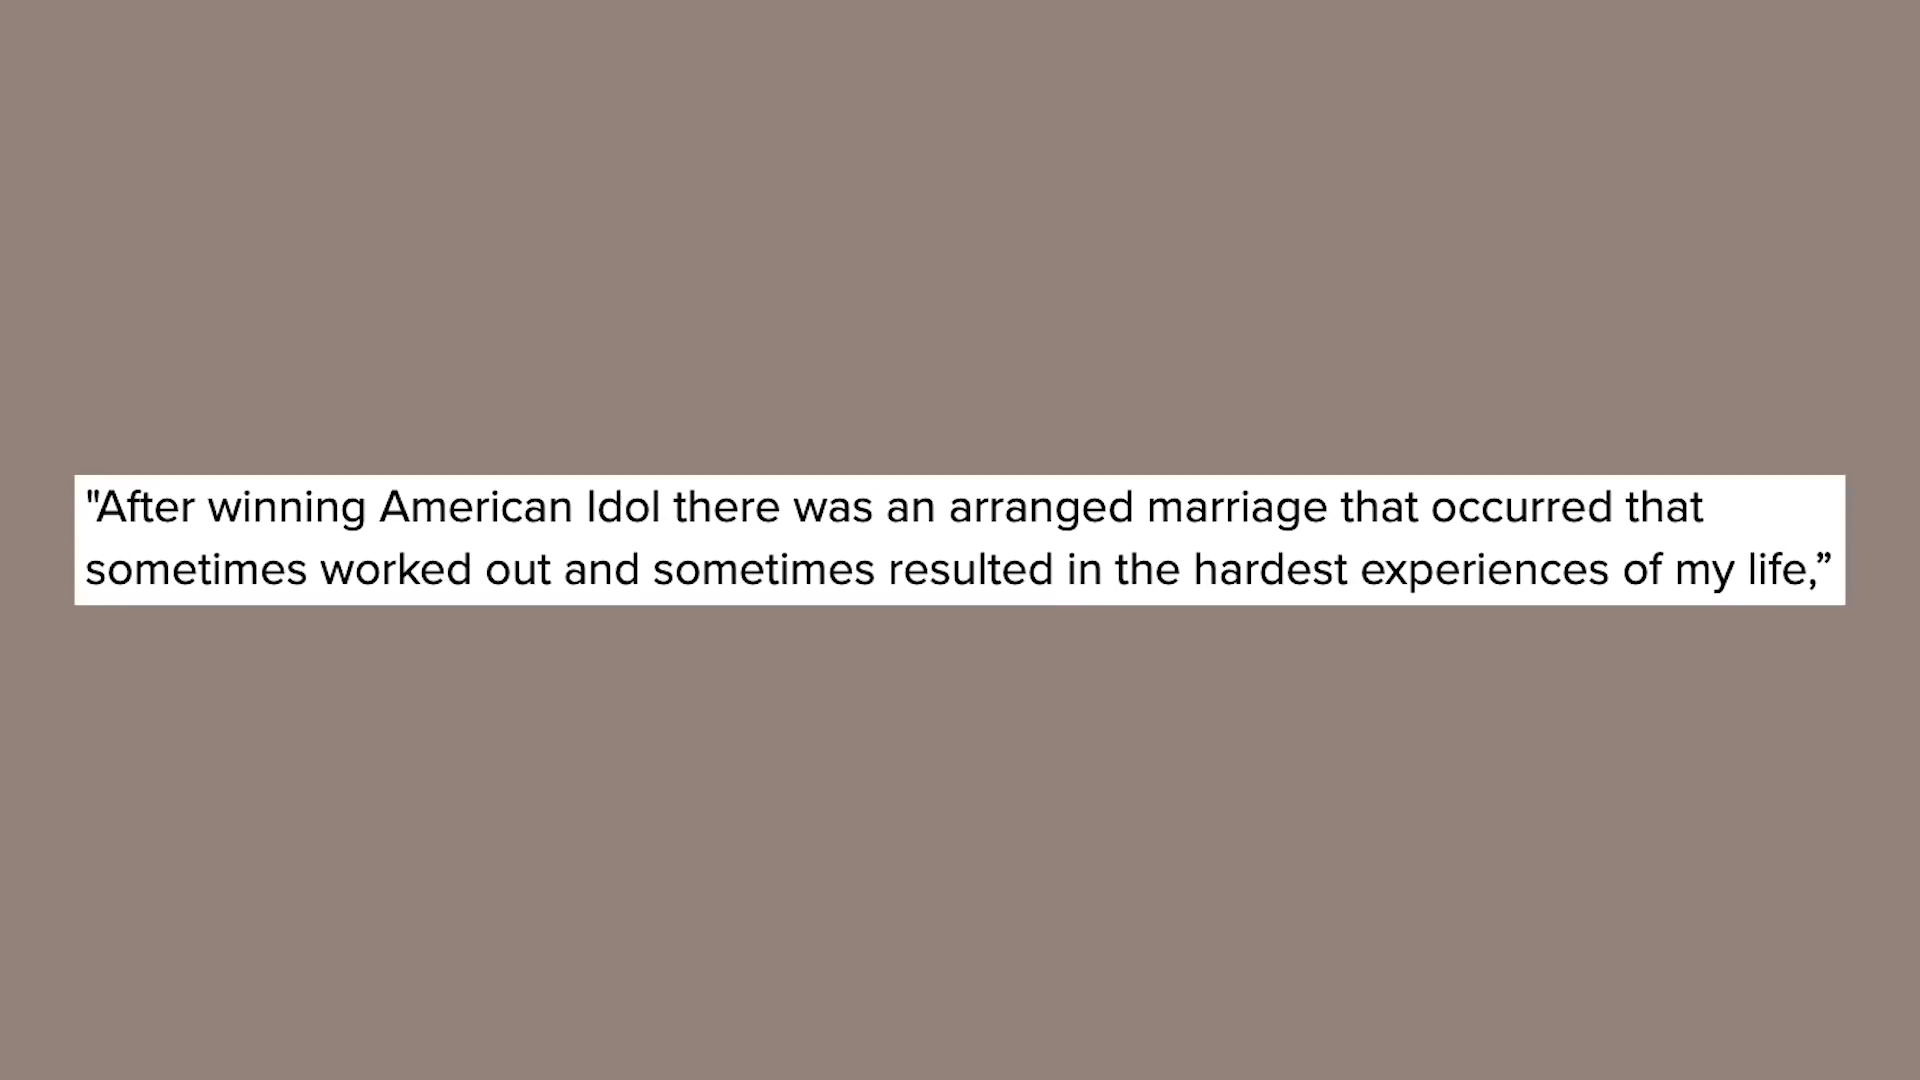 "After winning American Idol there was an arranged marriage that occurred that
sometimes worked out and sometimes resulted in the hardest experiences of my life,”